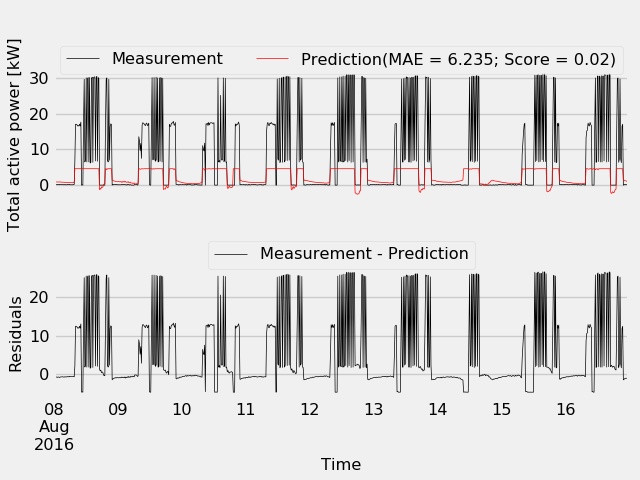 Measurement
Prediction(MAE = 6.235; Score = 0.02)
Total active power [kW]
30
20
10
0
Measurement - Prediction
Residuals
20
10
0
08 09 10 11 12 13 14 15 16
Aug
2016
Time